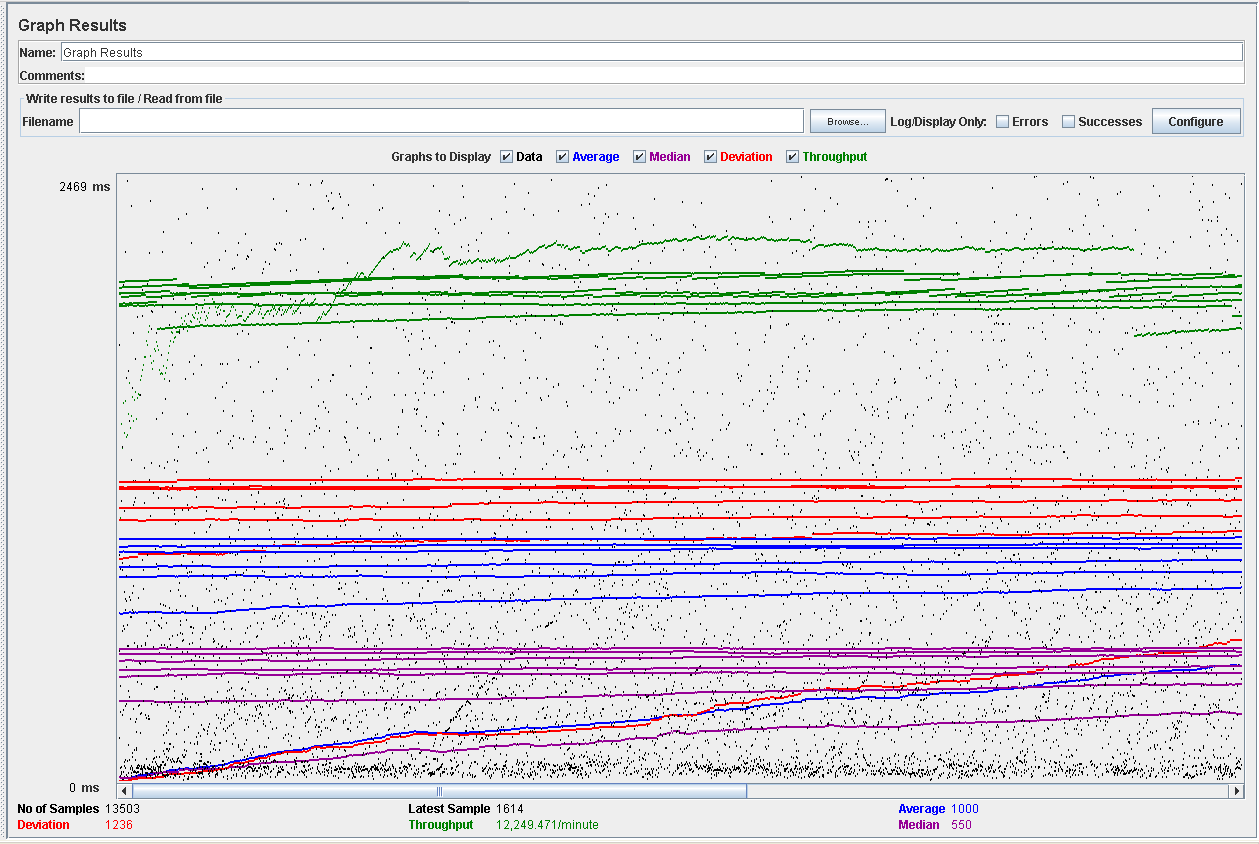 Graph Results
Name: Graph Results
Comments:
Write results to file / Read from file
Filename Browse... Log/Display Only: Errors Successes Configure
Graphs to Display Data Average Median Deviation Throughput
2469 ms
0 ms
No of Samples 13503 Latest Sample 1614 Average 1000
Deviation 1236 Throughput 12,249.471/minute Median 550